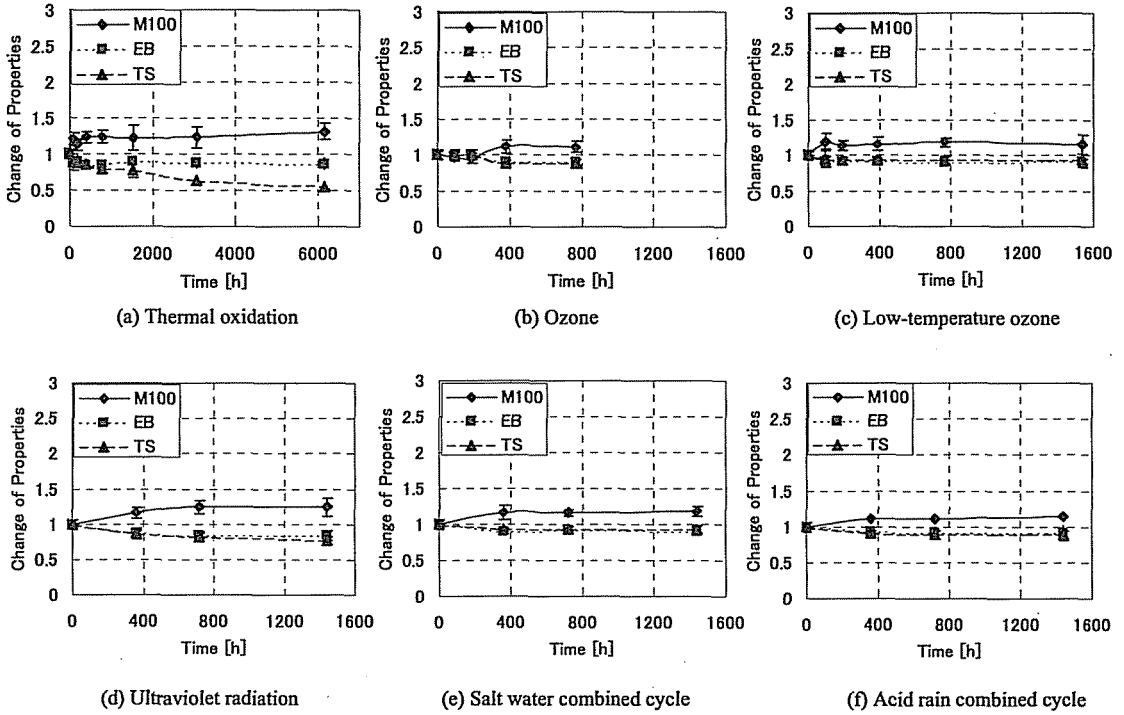 3
2.5
2
1.5
1
0.5
0
Change of Properties
M100
EB
TS
0 2000 4000 6000
Time [h]
(a) Thermal oxidation
3
2.5
2
1.5
1
0.5
0
Change of Properties
M100
EB
TS
0 400 800 1200 1600
Time [h]
(b) Ozone
3
2.5
2
1.5
1
0.5
0
Change of Properties
M100
EB
TS
0 400 800 1200 1600
Time [h]
(c) Low-temperature ozone
3
2.5
2
1.5
1
0.5
0
Change of Properties
M100
EB
TS
0 400 800 1200 1600
Time [h]
(d) Ultraviolet radiation
3
2.5
2
1.5
1
0.5
0
Change of Properties
M100
EB
TS
0 400 800 1200 1600
Time [h]
(e) Salt water combined cycle
3
2.5
2
1.5
1
0.5
0
Change of Properties
M100
EB
TS
0 400 800 1200 1600
Time [h]
(f) Acid rain combined cycle